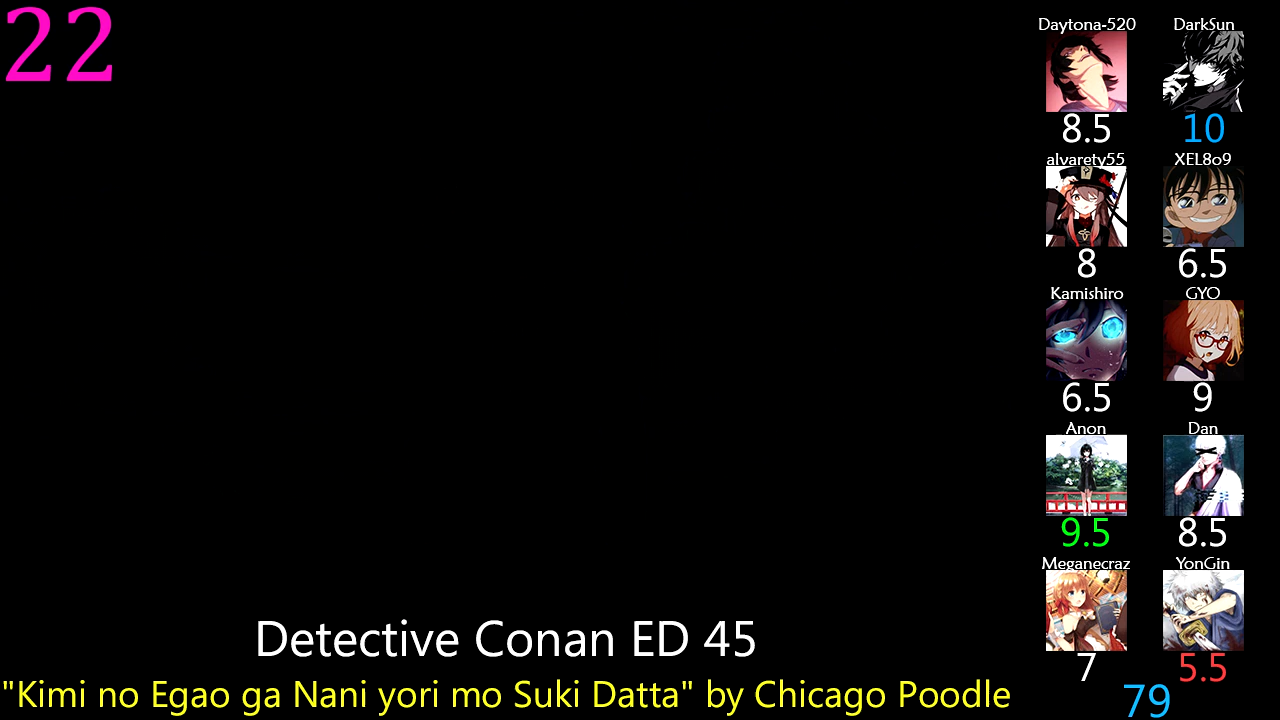 22
Daytona-520 DarkSun
8.5 10
alvarety55 XEL8o9
8 6.5
Kamishiro GYO
6.5 9
Anon Dan
9.5 8.5
Meganecraz YonGin
7 5.5
79
Detective Conan ED 45
"Kimi no Egao ga Nani yori mo Suki Datta" by Chicago Poodle